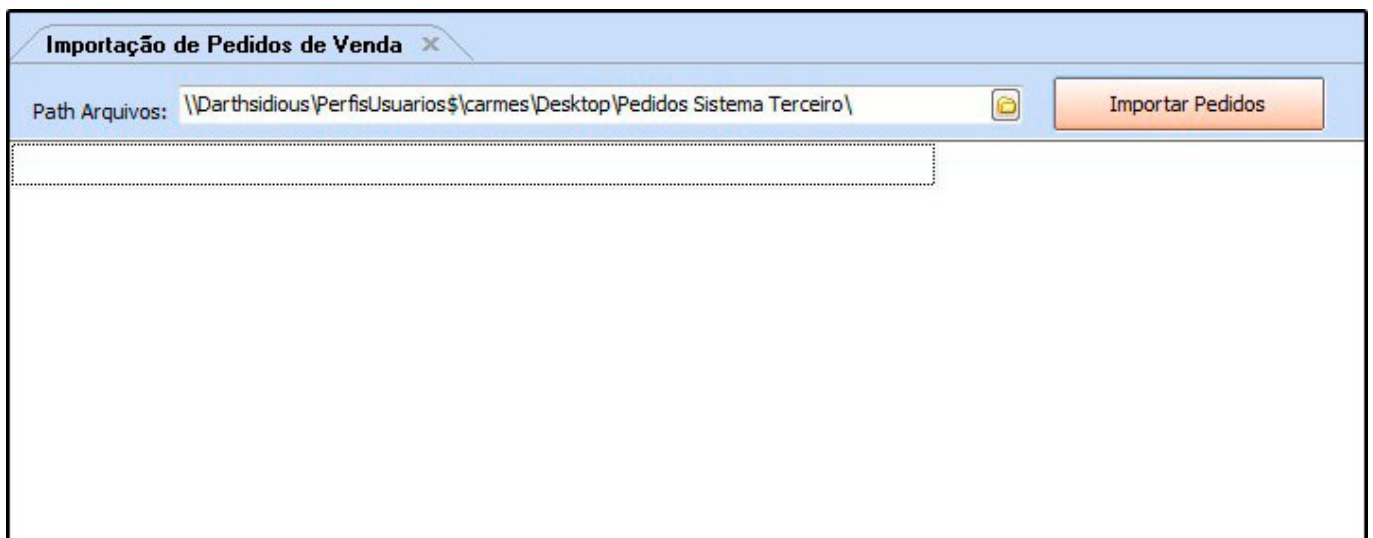 Importação de Pedidos de Venda
Path Arquivos: \\Darthsidious\PerfisUsuarios$\carmes\Desktop\Pedidos Sistema Terceiro\ Importar Pedidos